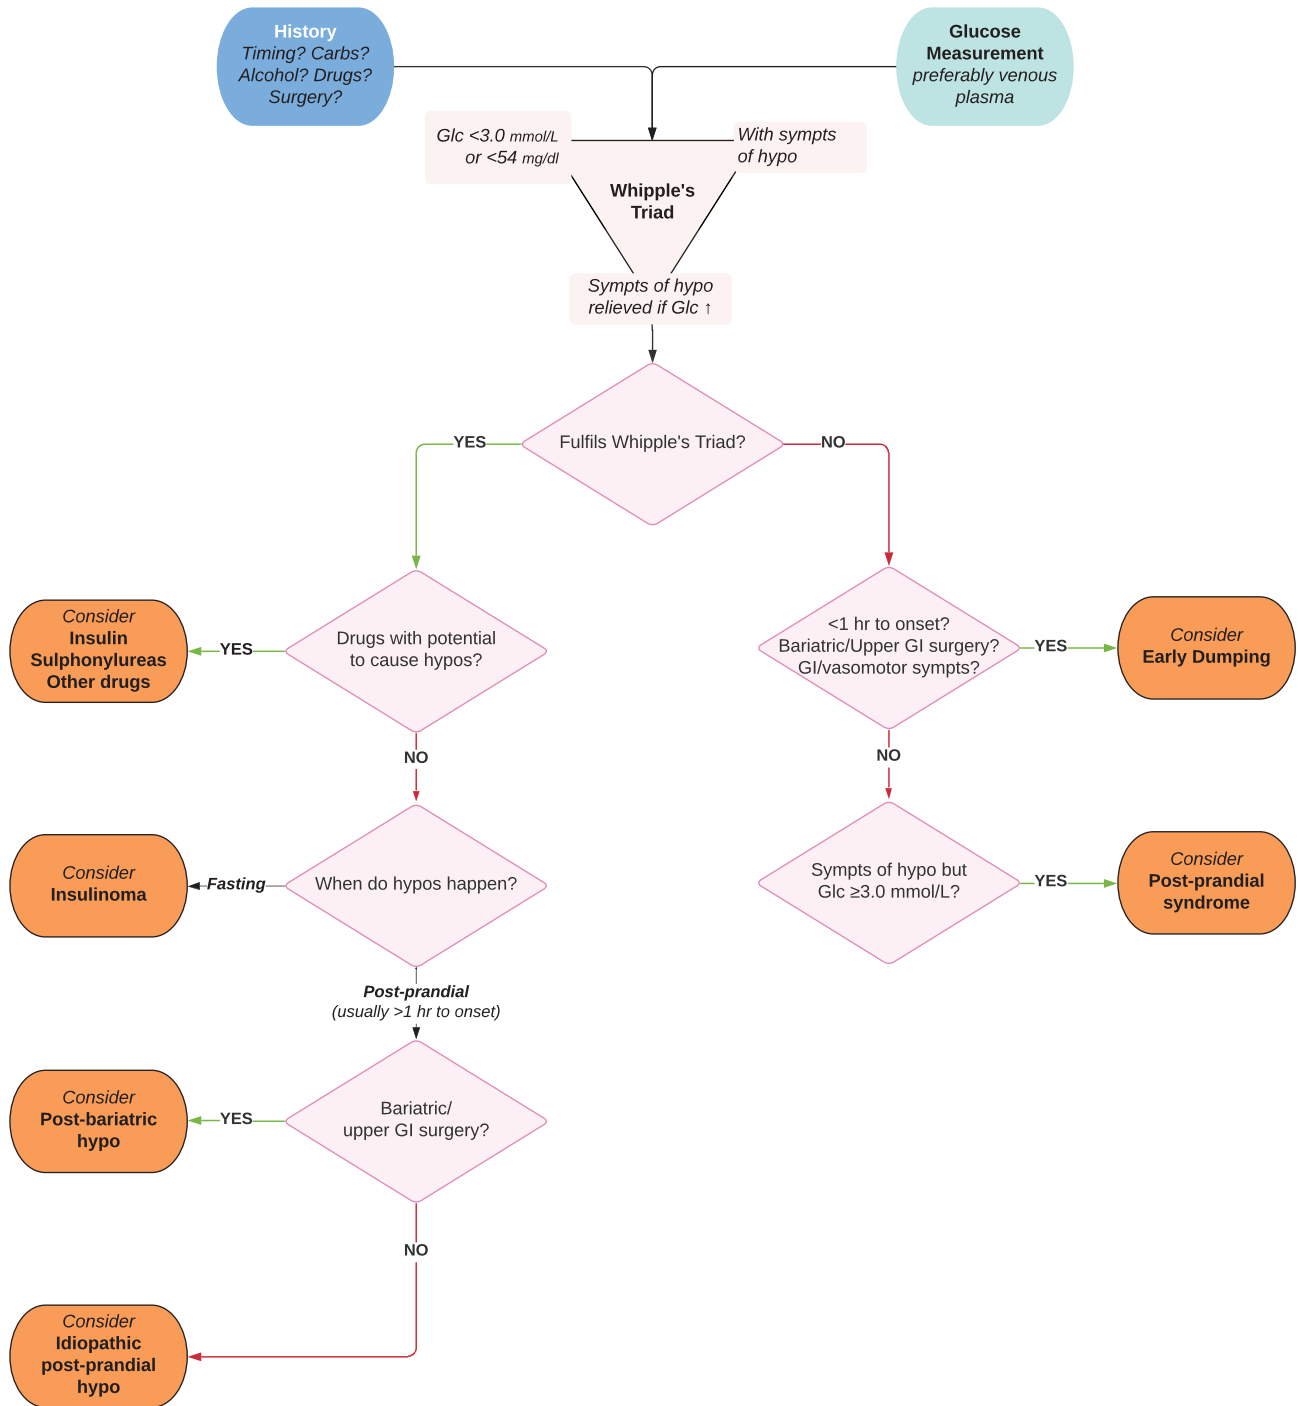 History
Timing? Carbs?
Alcohol? Drugs?
Surgery?
Glucose
Measurement
preferably venous
plasma
Glc <3.0 mmol/L
or <54 mg/dl
With sympts
of hypo
Whipple's
Triad
Sympts of hypo
relieved if Glc ↑
Fulfils Whipple's Triad?
YES
NO
Drugs with potential
to cause hypos?
YES
Consider
Insulin
Sulphonylureas
Other drugs
<1 hr to onset?
Bariatric/Upper GI surgery?
GI/vasomotor sympts?
YES
Consider
Early Dumping
NO
NO
When do hypos happen?
Fasting
Consider
Insulinoma
Sympts of hypo but
Glc ≥3.0 mmol/L?
YES
Consider
Post-prandial
syndrome
Post-prandial
(usually >1 hr to onset)
Bariatric/
upper GI surgery?
YES
Consider
Post-bariatric
hypo
NO
Consider
Idiopathic
post-prandial
hypo